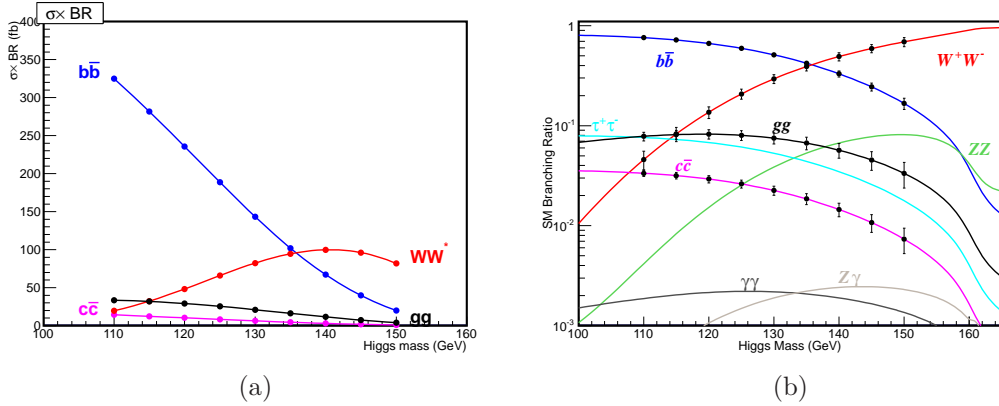 σ× BR
σ× BR (fb)
400
350
300
250
200
150
100
50
0
bb̄
WW*
cc̄
gg
100 110 120 130 140 150 160
Higgs mass (GeV)
(a)
SM Branching Ratio
1
10⁻¹
10⁻²
10⁻³
bb̄
W⁺W⁻
τ⁺τ⁻
gg
ZZ
cc̄
γγ
Zγ
100 110 120 130 140 150 160
Higgs Mass (GeV)
(b)